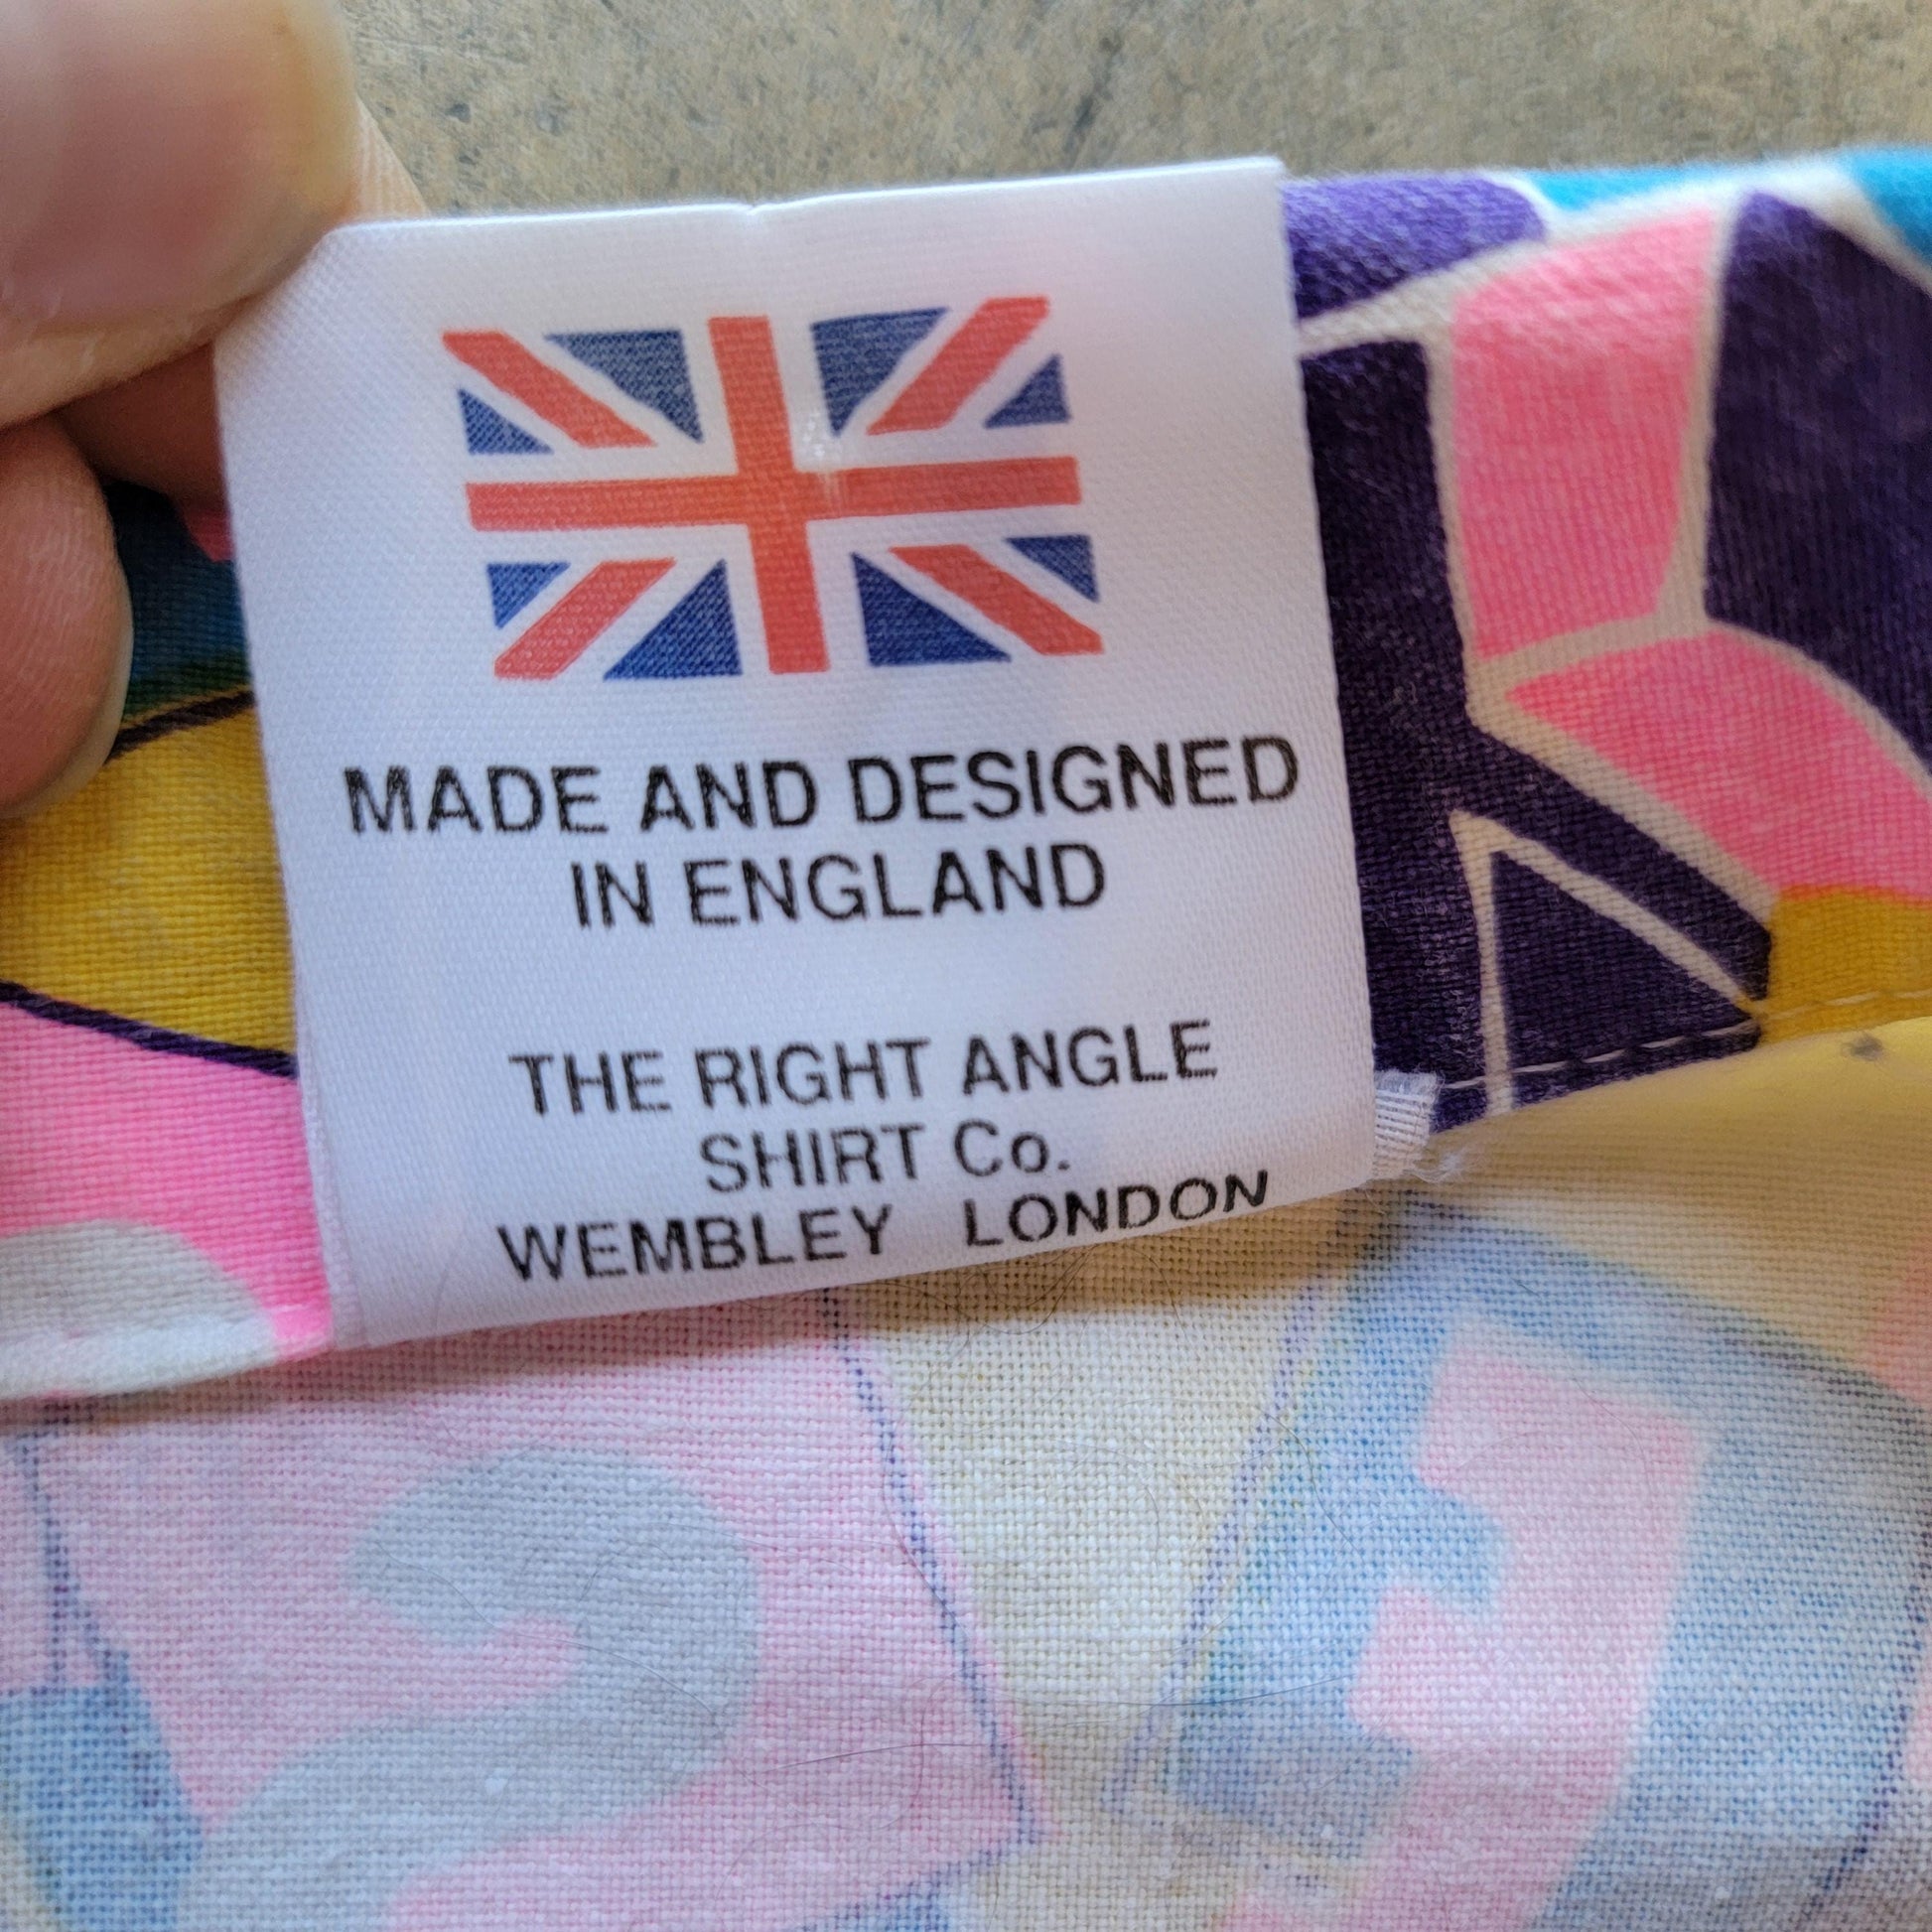 MADE AND DESIGNED
IN ENGLAND
THE RIGHT ANGLE
SHIRT Co.
WEMBLEY LONDON